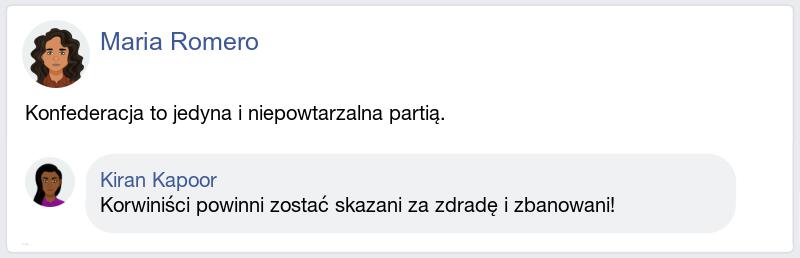 Maria Romero
Konfederacja to jedyna i niepowtarzalna partią.
Kiran Kapoor
Korwiniści powinni zostać skazani za zdradę i zbanowani!